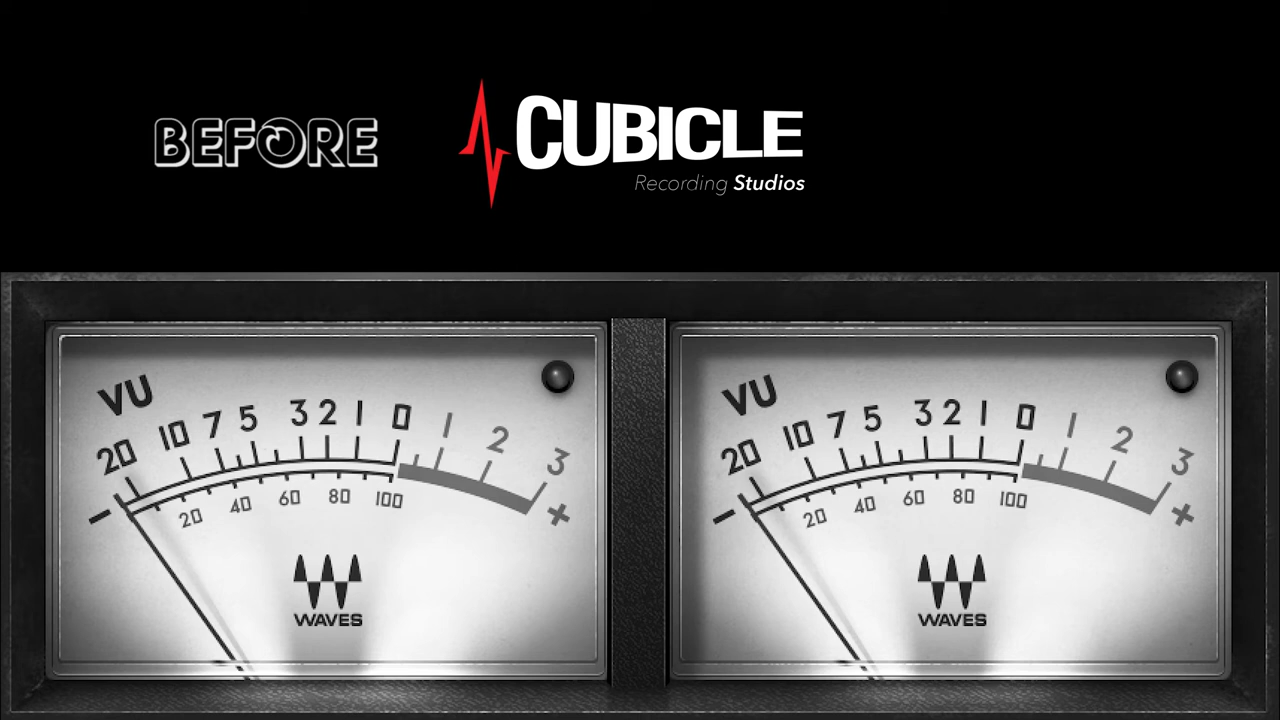 BEFORE
CUBICLE
Recording Studios
VU
20 10 7 5 3 2 1 0 1 2 3
- 20 40 60 80 100 +
WAVES
VU
20 10 7 5 3 2 1 0 1 2 3
- 20 40 60 80 100 +
WAVES